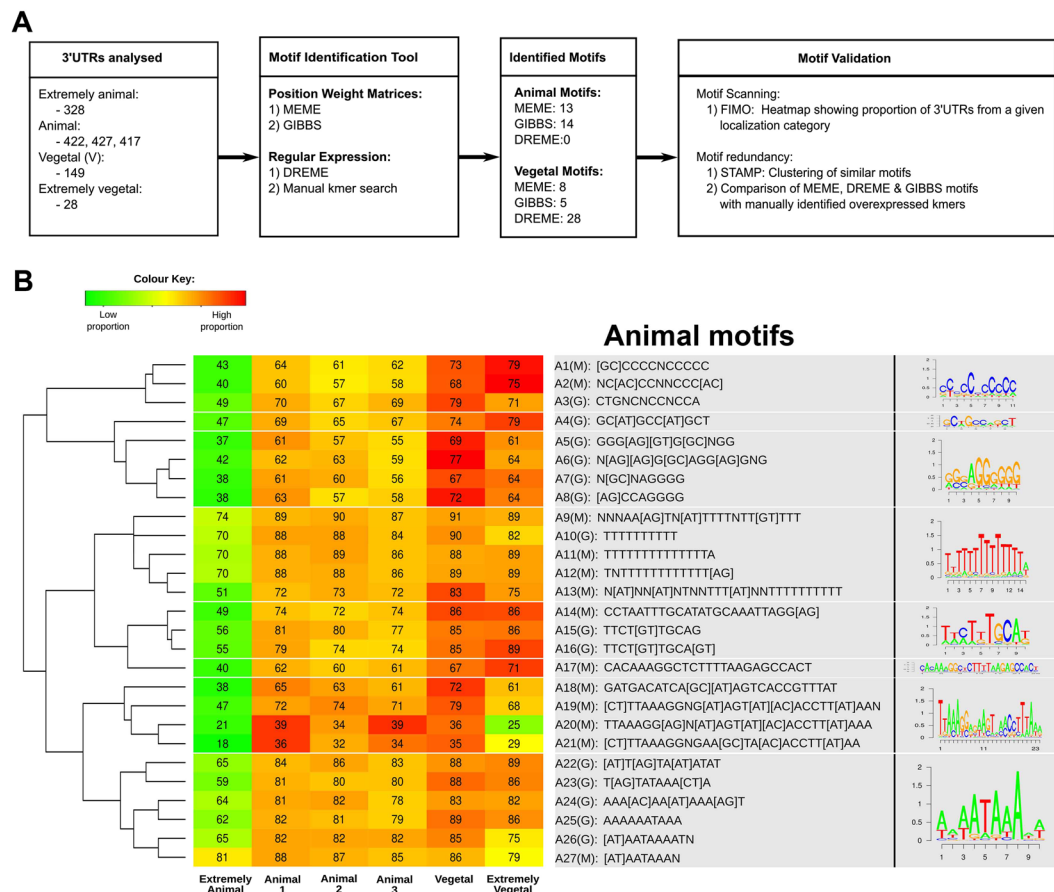 A
3'UTRs analysed
Extremely animal:
- 328
Animal:
- 422, 427, 417
Vegetal (V):
- 149
Extremely vegetal:
- 28
Motif Identification Tool
Position Weight Matrices:
1) MEME
2) GIBBS
Regular Expression:
1) DREME
2) Manual kmer search
Identified Motifs
Animal Motifs:
MEME: 13
GIBBS: 14
DREME:0
Vegetal Motifs:
MEME: 8
GIBBS: 5
DREME: 28
Motif Validation
Motif Scanning:
1) FIMO: Heatmap showing proportion of 3'UTRs from a given
localization category
Motif redundancy:
1) STAMP: Clustering of similar motifs
2) Comparison of MEME, DREME & GIBBS motifs
with manually identified overexpressed kmers
B
Colour Key:
Low proportion
High proportion
Animal motifs
43 64 61 62 73 79 A1(M): [GC]CCCCNCCCCC
40 60 57 58 68 75 A2(M): NC[AC]CCNNCCC[AC]
49 70 67 69 79 71 A3(G): CTGNCNCCNCCA
47 69 65 67 74 79 A4(G): GC[AT]GCC[AT]GCT
37 61 57 55 69 61 A5(G): GGG[AG][GT]G[GC]NGG
42 62 63 59 77 64 A6(G): N[AG][AG]G[GC]AGG[AG]GNG
38 61 60 56 67 64 A7(G): N[GC]NAGGGG
38 63 57 58 72 64 A8(G): [AG]CCAGGGG
74 89 90 87 91 89 A9(M): NNNAA[AG]TN[AT]TTTTNTT[GT]TTT
70 88 88 84 90 82 A10(G): TTTTTTTTTT
70 88 89 86 88 89 A11(M): TTTTTTTTTTTTTTA
70 88 88 86 89 89 A12(M): TNTTTTTTTTTTTT[AG]
51 72 73 72 83 75 A13(M): N[AT]NN[AT]NTNNTTT[AT]NNTTTTTTTTTT
49 74 72 74 86 86 A14(M): CCTAATTTGCATATGCAAATTAGG[AG]
56 81 80 77 85 86 A15(G): TTCT[GT]TGCAG
55 79 74 74 86 89 A16(G): TTCT[GT]TGCA[GT]
40 62 60 61 67 71 A17(M): CACAAAGGCTCTTTTAAGAGCCACT
38 65 63 61 72 61 A18(M): GATGACATCA[GC][AT]AGTCACCGTTTAT
47 72 74 71 79 68 A19(M): [CT]TTAAAGGNG[AT]AGT[AT][AC]ACCTT[AT]AAN
21 39 34 39 36 25 A20(M): TTAAAGG[AG]N[AT]AGT[AT][AC]ACCTT[AT]AAA
18 36 32 34 35 29 A21(M): [CT]TTAAAGGNGAA[GC]TA[AC]ACCTT[AT]AA
65 84 86 83 88 89 A22(G): [AT]T[AG]TA[AT]ATAT
59 81 80 80 88 86 A23(G): T[AG]TATAAA[CT]A
64 81 82 78 83 82 A24(G): AAA[AC]AA[AT]AAA[AG]T
62 82 81 79 89 86 A25(G): AAAAAATAAA
65 82 82 82 85 75 A26(G): [AT]AATAAAATN
81 88 87 85 86 79 A27(M): [AT]AATAAAN
Extremely Animal
Animal 1
Animal 2
Animal 3
Vegetal
Extremely Vegetal